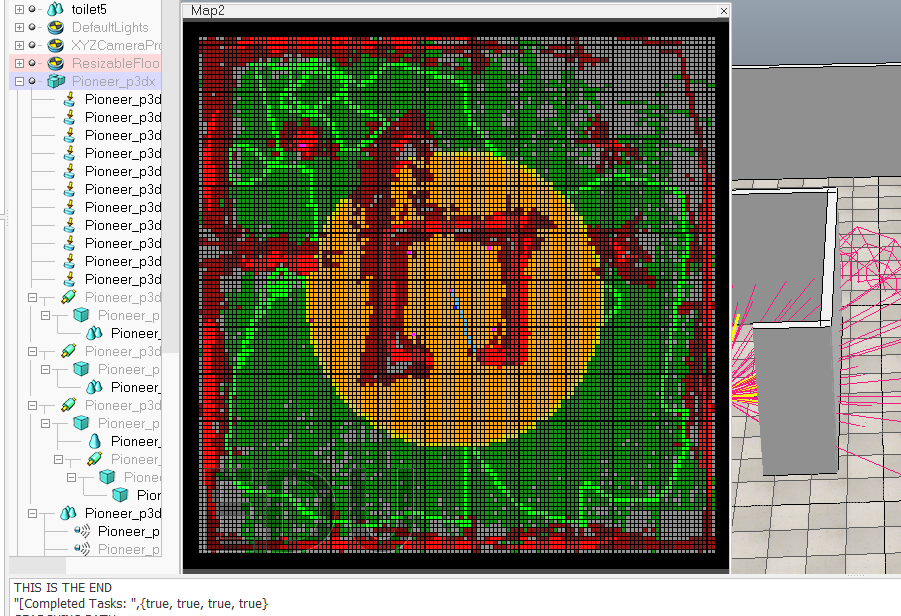 toilet5
Map2
DefaultLights
XYZCameraPro
ResizableFloo
Pioneer_p3dx
Pioneer_p3d
Pioneer_p3d
Pioneer_p3d
Pioneer_p3d
Pioneer_p3d
Pioneer_p3d
Pioneer_p3d
Pioneer_p3d
Pioneer_p3d
Pioneer_p3d
Pioneer_p3d
Pioneer_p3d
Pioneer_p
Pioneer_
Pioneer_p3d
Pioneer_p
Pioneer_
Pioneer_p3d
Pioneer_p
Pioneer_
Pioneer_
Pione
Pior
Pioneer_p3d
Pioneer_p
Pioneer_p
THIS IS THE END
"[Completed Tasks: ",{true, true, true, true}